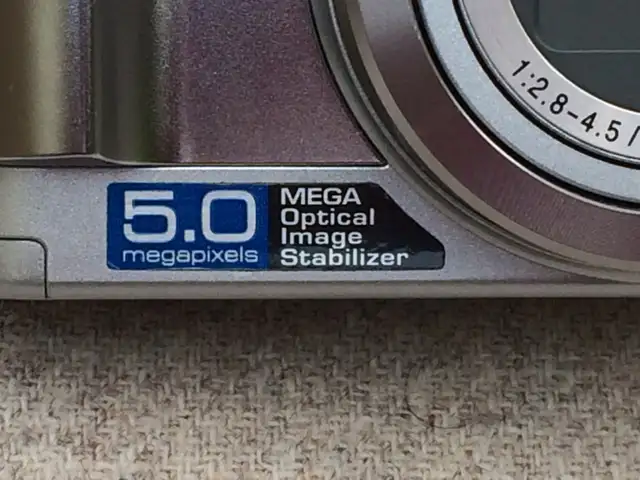 1:2.8-4.5/
5.0
megapixels
MEGA
Optical
Image
Stabilizer